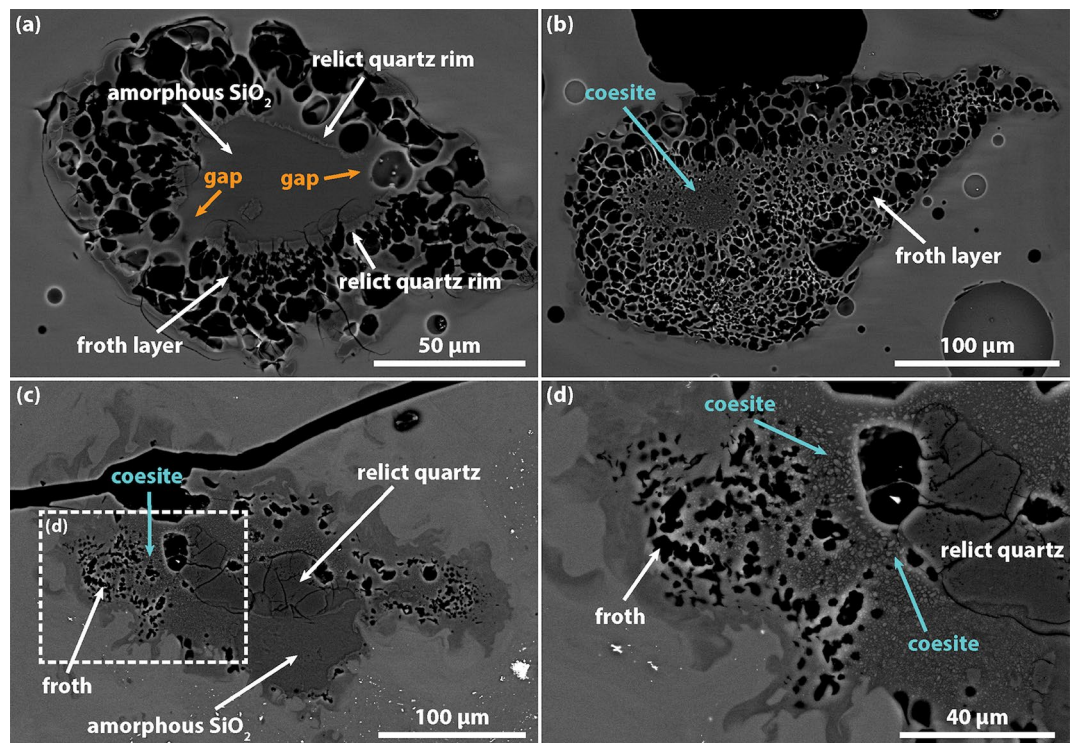 (a)
relict quartz rim
amorphous SiO₂
gap
gap
relict quartz rim
froth layer
50 µm
(b)
coesite
froth layer
100 µm
(c)
coesite
relict quartz
(d)
froth
amorphous SiO₂
100 µm
(d)
coesite
relict quartz
froth
coesite
40 µm